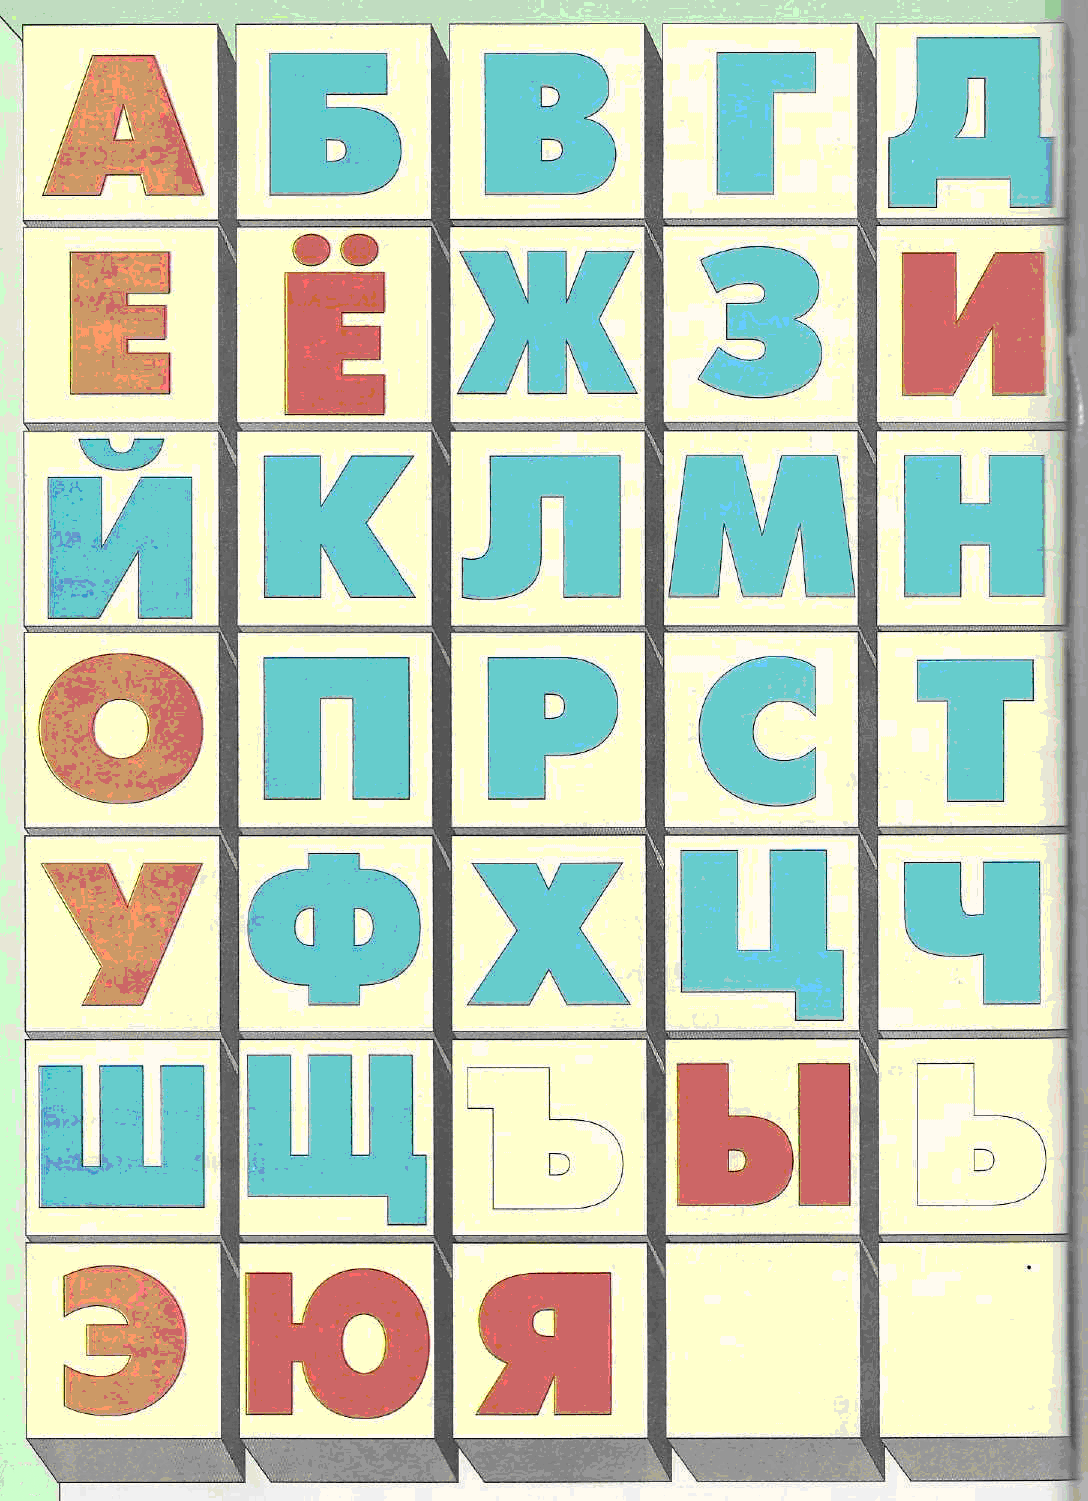 А Б В Г Д
Е Ё Ж З И
Й К Л М Н
О П Р С Т
У Ф Х Ц Ч
Ш Щ Ъ Ы Ь
Э Ю Я